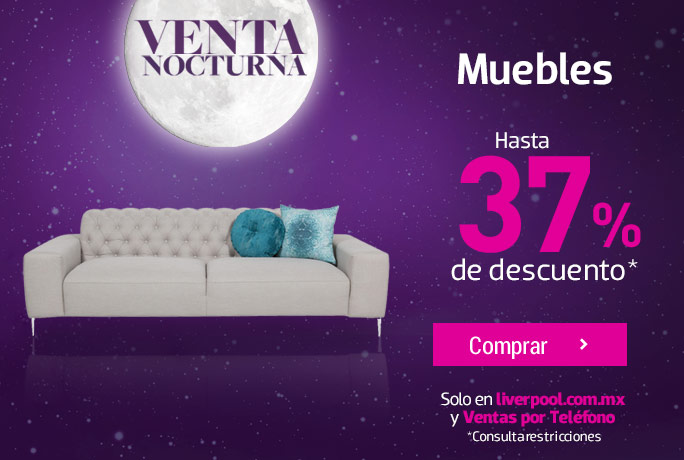 VENTA
NOCTURNA
Muebles
Hasta
37%
de descuento*
Comprar >
Solo en liverpool.com.mx
y Ventas por Teléfono
*Consulta restricciones